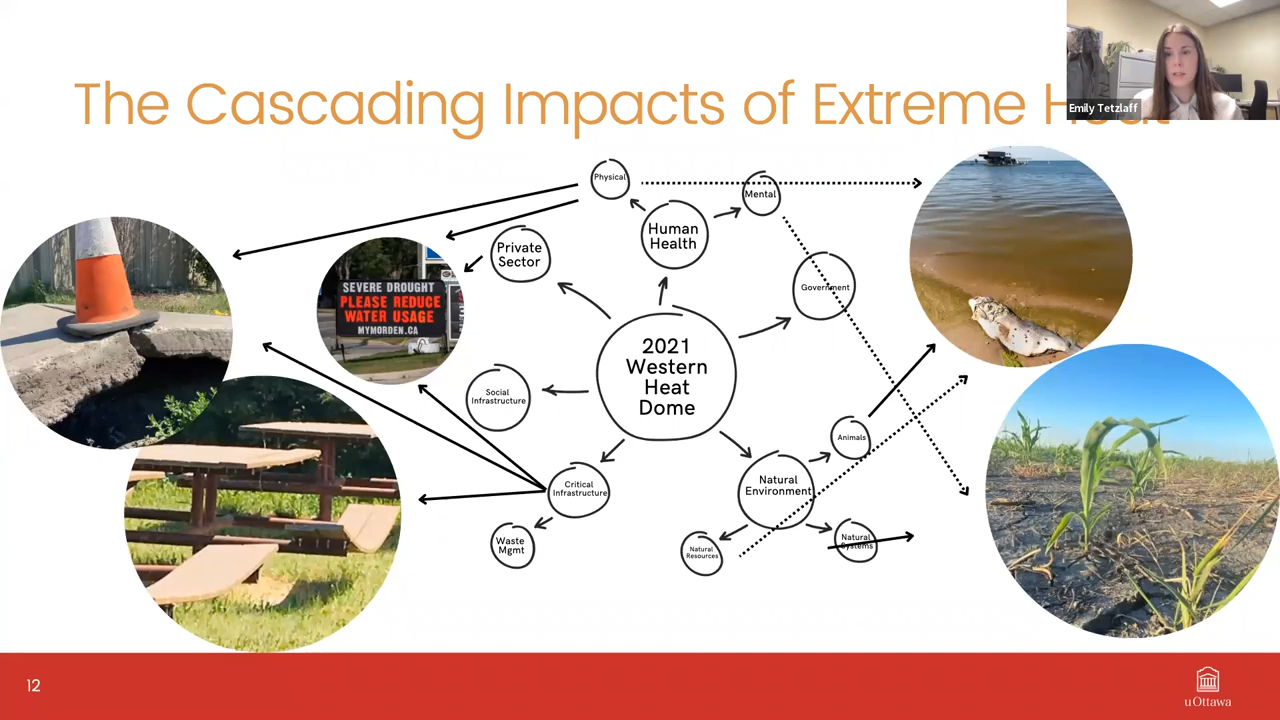 The Cascading Impacts of Extreme
Emily Tetzlaff
Physical
Mental
Human
Health
Private
Sector
Government
SEVERE DROUGHT
PLEASE REDUCE
WATER USAGE
MYMORDEN.CA
2021
Western
Heat
Dome
Social
Infrastructure
Animals
Critical
Infrastructure
Natural
Environment
Waste
Mgmt
Natural
Resources
Natural
Systems
12
uOttawa